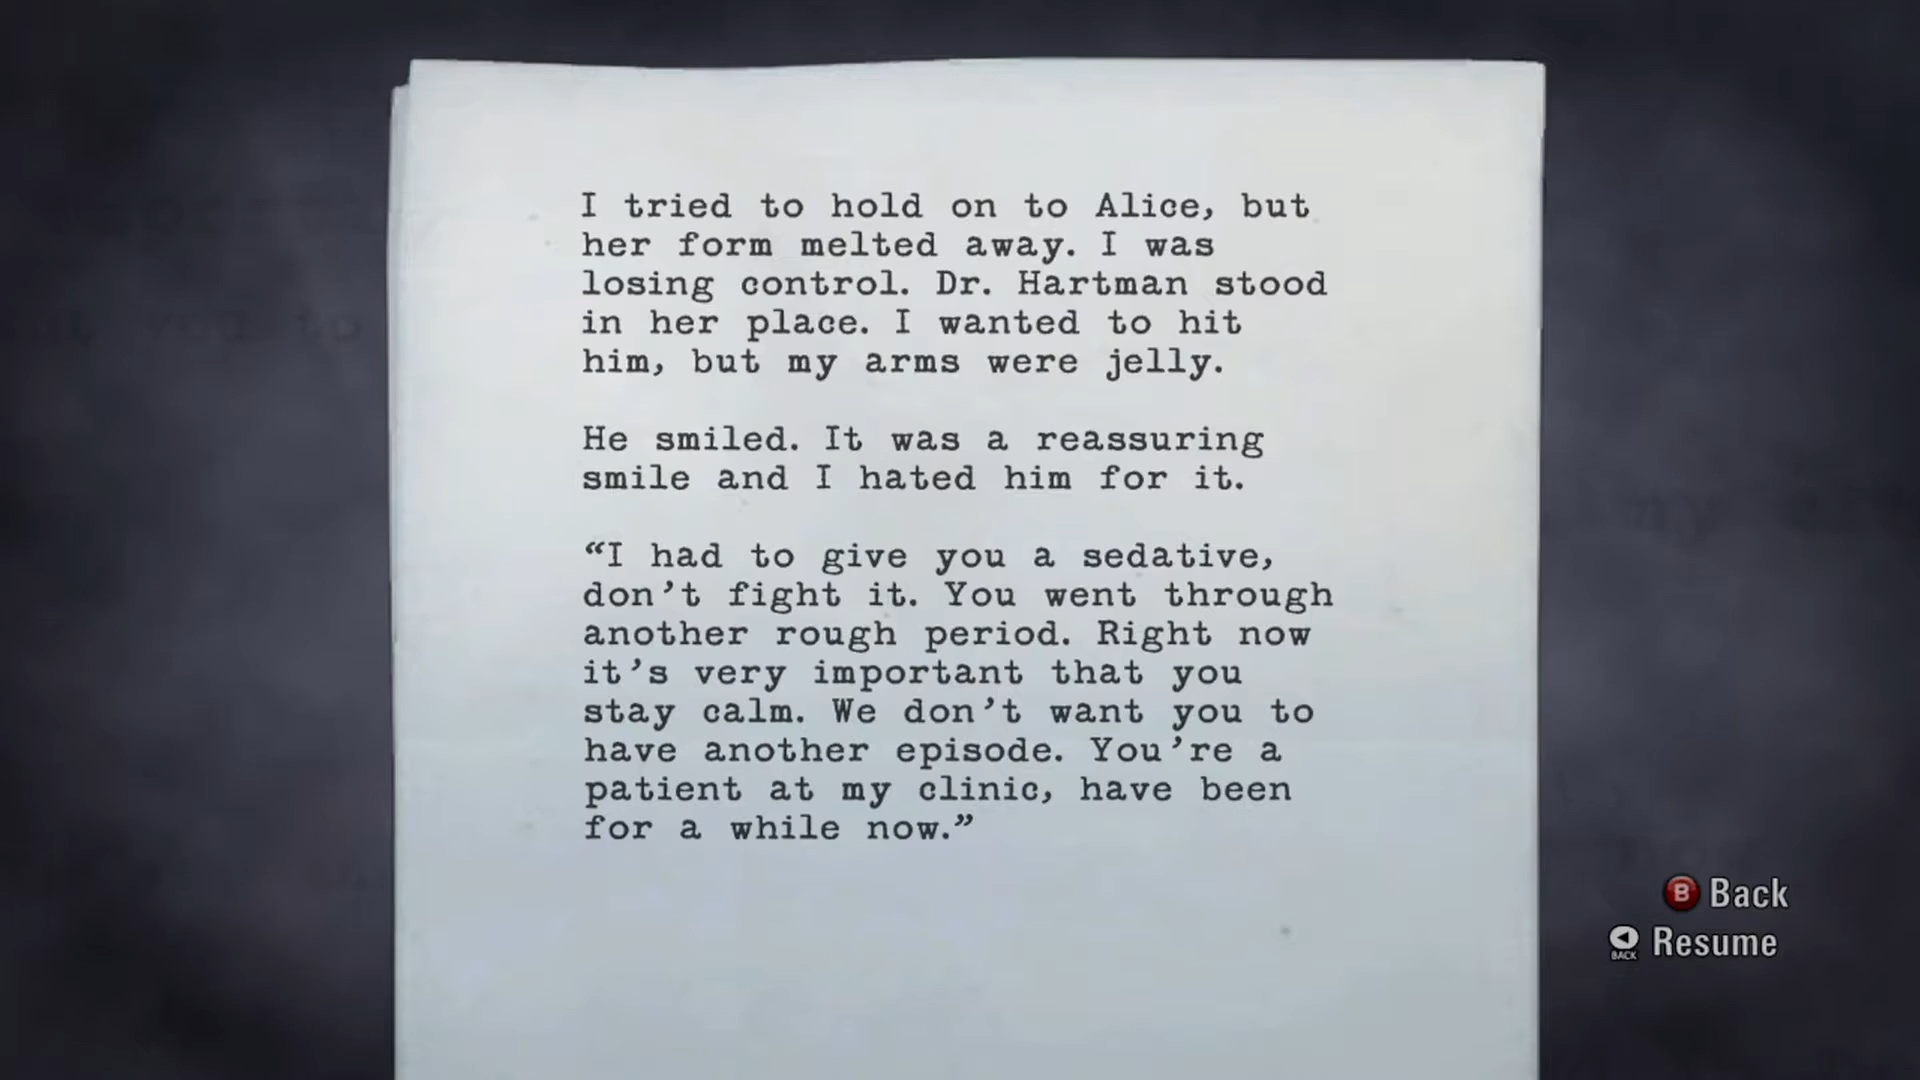 I tried to hold on to Alice, but
her form melted away. I was
losing control. Dr. Hartman stood
in her place. I wanted to hit
him, but my arms were jelly.
He smiled. It was a reassuring
smile and I hated him for it.
“I had to give you a sedative,
don’t fight it. You went through
another rough period. Right now
it’s very important that you
stay calm. We don’t want you to
have another episode. You’re a
patient at my clinic, have been
for a while now.”
B Back
BACK Resume